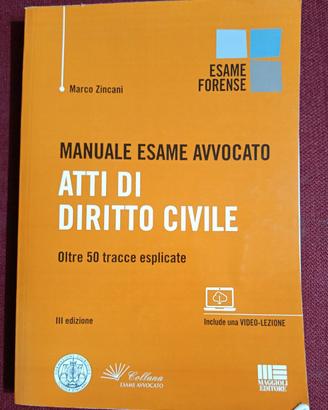 Marco Zincani
ESAME
FORENSE
MANUALE ESAME AVVOCATO
ATTI DI
DIRITTO CIVILE
Oltre 50 tracce esplicate
III edizione
Include una VIDEO-LEZIONE
Collana
ESAME AVVOCATO
MAGGIOLI
EDITORE